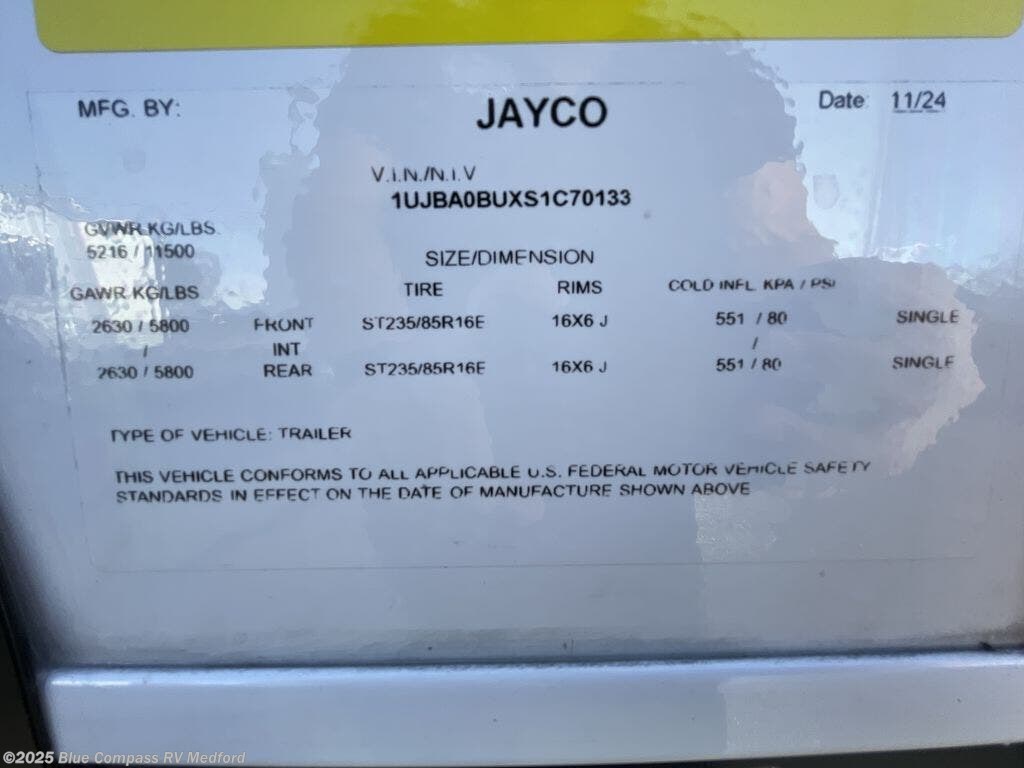 MFG. BY: JAYCO Date: 11/24
V.I.N./N.I.V
1UJBA0BUXS1C70133
GVWR KG/LBS.
5216 / 11500
SIZE/DIMENSION
GAWR KG/LBS TIRE RIMS COLD INFL. KPA / PSI
2630 / 5800 FRONT ST235/85R16E 16X6 J 551 / 80 SINGLE
/ INT /
2630 / 5800 REAR ST235/85R16E 16X6 J 551 / 80 SINGLE
TYPE OF VEHICLE: TRAILER
THIS VEHICLE CONFORMS TO ALL APPLICABLE U.S. FEDERAL MOTOR VEHICLE SAFETY
STANDARDS IN EFFECT ON THE DATE OF MANUFACTURE SHOWN ABOVE
©2025 Blue Compass RV Medford